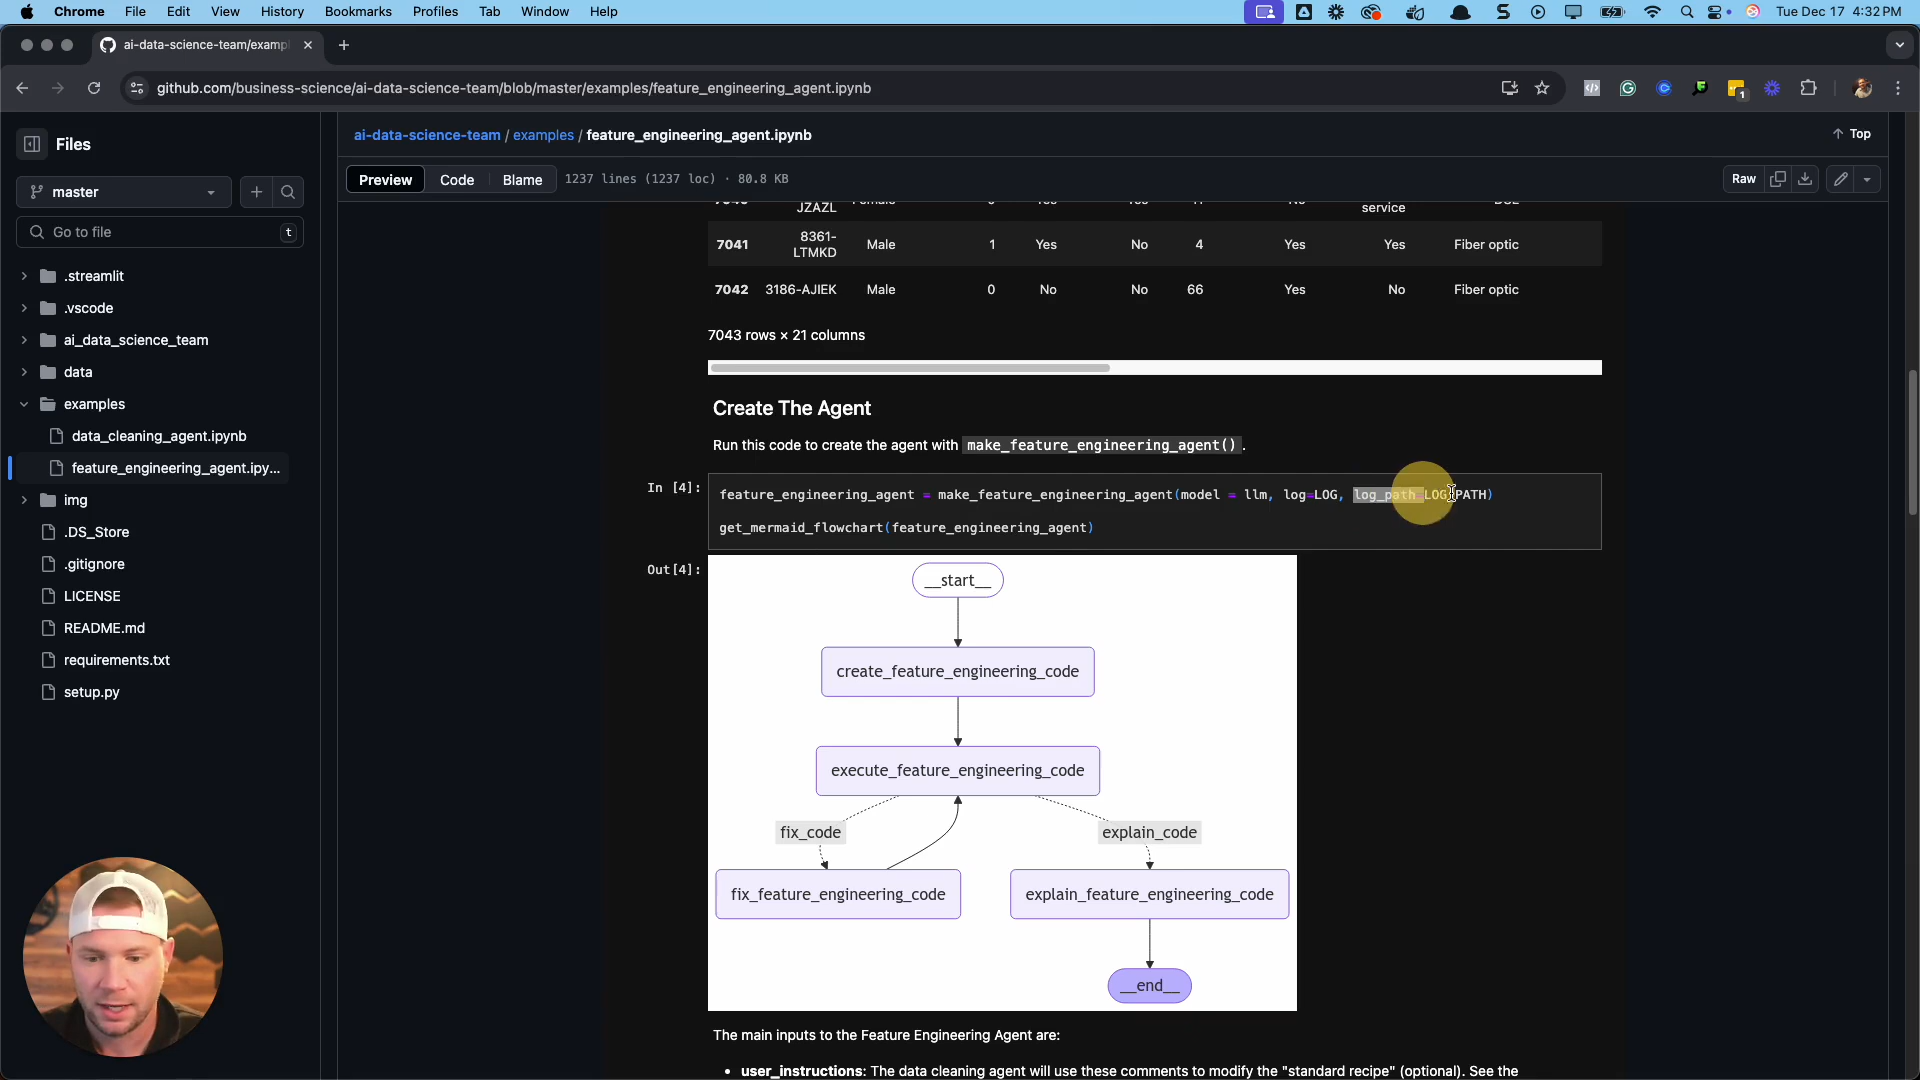 Chrome File Edit View History Bookmarks Profiles Tab Window Help Tue Dec 17 4:32 PM
ai-data-science-team/exampl
github.com/business-science/ai-data-science-team/blob/master/examples/feature_engineering_agent.ipynb
1
Files
master
Go to file t
.streamlit
.vscode
ai_data_science_team
data
examples
data_cleaning_agent.ipynb
feature_engineering_agent.ipy...
img
.DS_Store
.gitignore
LICENSE
README.md
requirements.txt
setup.py
ai-data-science-team / examples / feature_engineering_agent.ipynb
Top
Preview Code Blame 1237 lines (1237 loc) · 80.8 KB
Raw
JZAZL service
7041 8361-LTMKD Male 1 Yes No 4 Yes Yes Fiber optic
7042 3186-AJIEK Male 0 No No 66 Yes No Fiber optic
7043 rows × 21 columns
Create The Agent
Run this code to create the agent with make_feature_engineering_agent() .
In [4]: feature_engineering_agent = make_feature_engineering_agent(model = llm, log=LOG, log_path=LOG_PATH)
get_mermaid_flowchart(feature_engineering_agent)
Out[4]:
__start__
create_feature_engineering_code
execute_feature_engineering_code
fix_code explain_code
fix_feature_engineering_code explain_feature_engineering_code
__end__
The main inputs to the Feature Engineering Agent are:
• user_instructions: The data cleaning agent will use these comments to modify the "standard recipe" (optional). See the